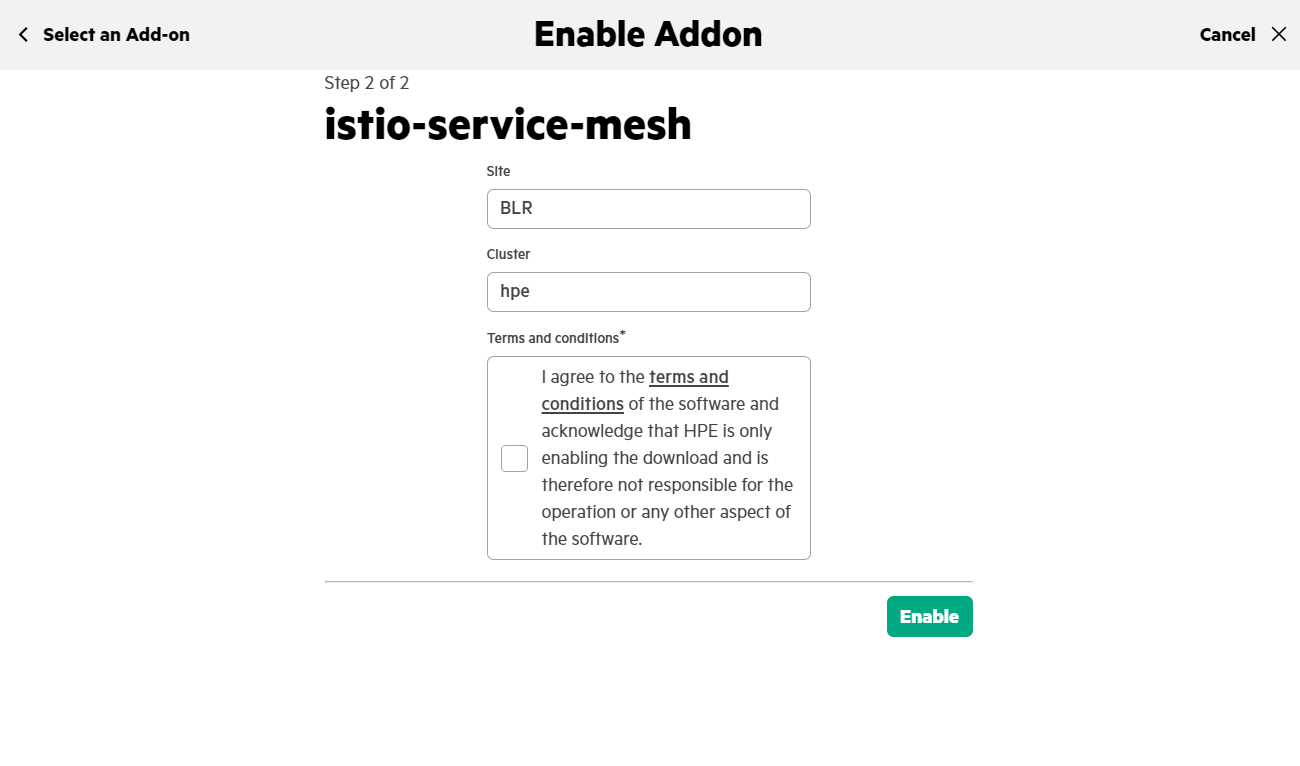 Select an Add-on
Enable Addon
Cancel
Step 2 of 2
istio-service-mesh
Site
BLR
Cluster
hpe
Terms and conditions*
I agree to the terms and
conditions of the software and
acknowledge that HPE is only
enabling the download and is
therefore not responsible for the
operation or any other aspect of
the software.
Enable